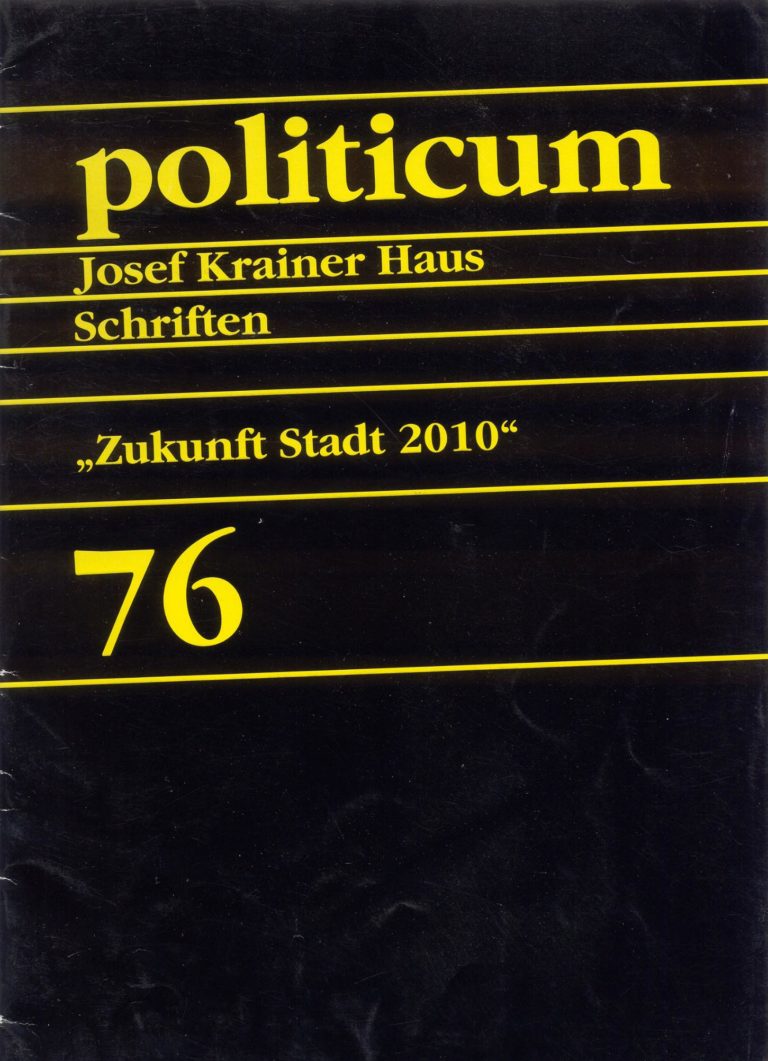 politicum
Josef Krainer Haus
Schriften
„Zukunft Stadt 2010“
76